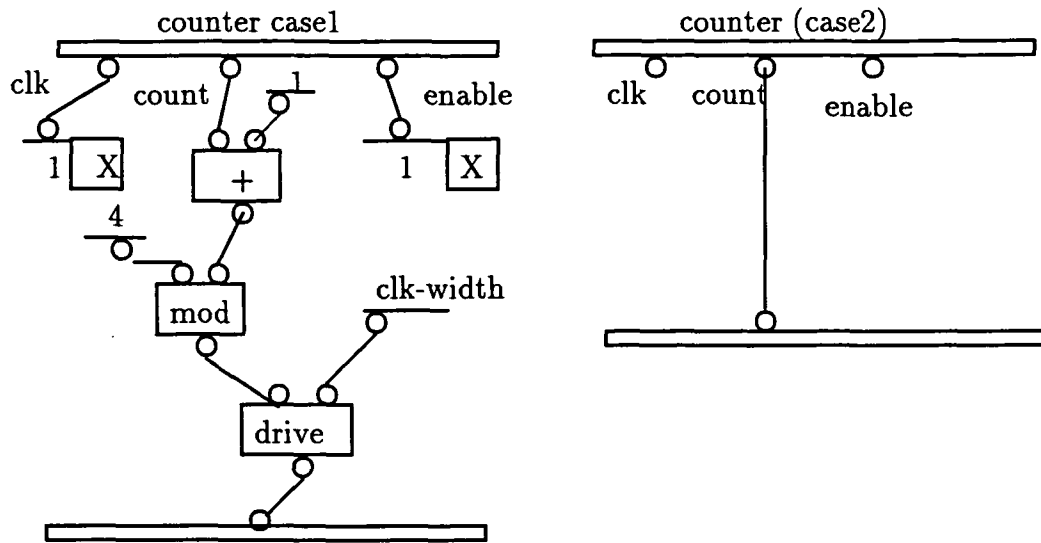 counter case1
clk
count
1
enable
1
X
+
1
X
4
mod
clk-width
drive
counter (case2)
clk
count
enable